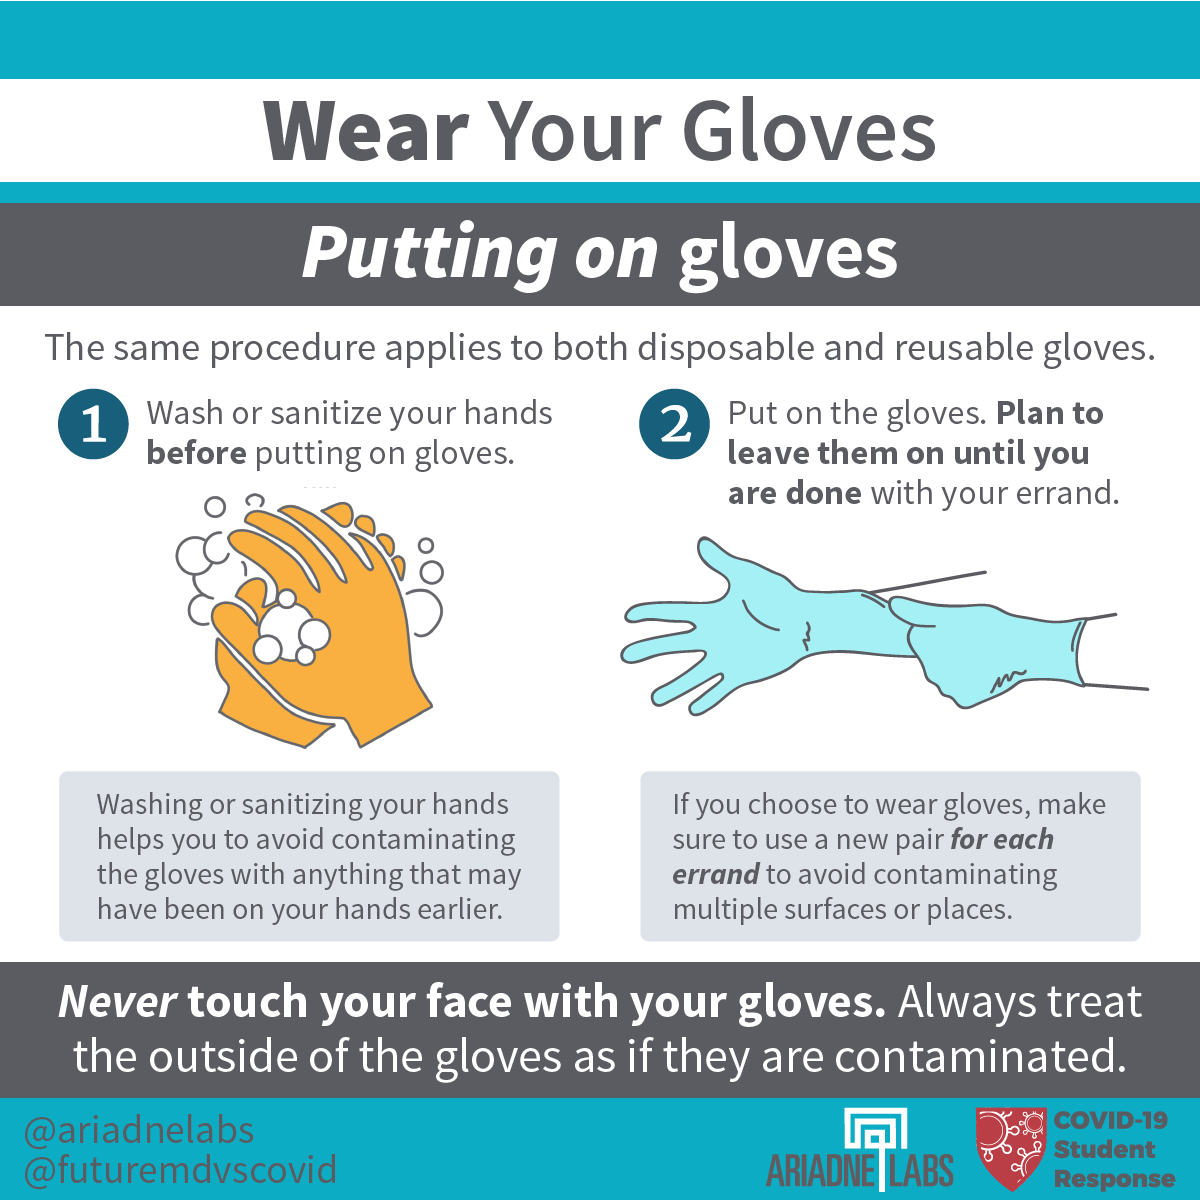 Wear Your Gloves
Putting on gloves
The same procedure applies to both disposable and reusable gloves.
1
Wash or sanitize your hands
before putting on gloves.
2
Put on the gloves. Plan to
leave them on until you
are done with your errand.
Washing or sanitizing your hands
helps you to avoid contaminating
the gloves with anything that may
have been on your hands earlier.
If you choose to wear gloves, make
sure to use a new pair for each
errand to avoid contaminating
multiple surfaces or places.
Never touch your face with your gloves. Always treat
the outside of the gloves as if they are contaminated.
@ariadnelabs
@futuremdvscovid
ARIADNE LABS
COVID-19
Student
Response